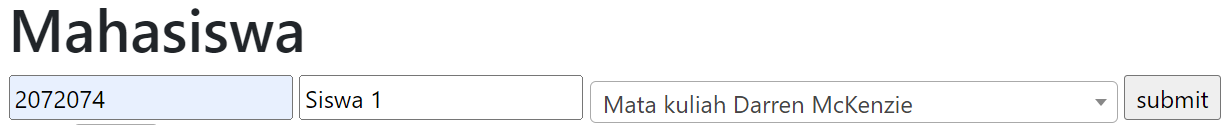 Mahasiswa
2072074 Siswa 1 Mata kuliah Darren McKenzie submit